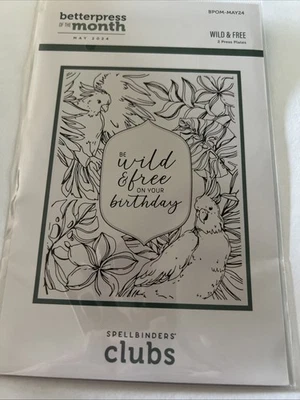 betterpress
OF THE month
MAY 2024
BPOM-MAY24
WILD & FREE
2 Press Plates
BE
wild
& free
ON YOUR
birthday
SPELLBINDERS®
clubs